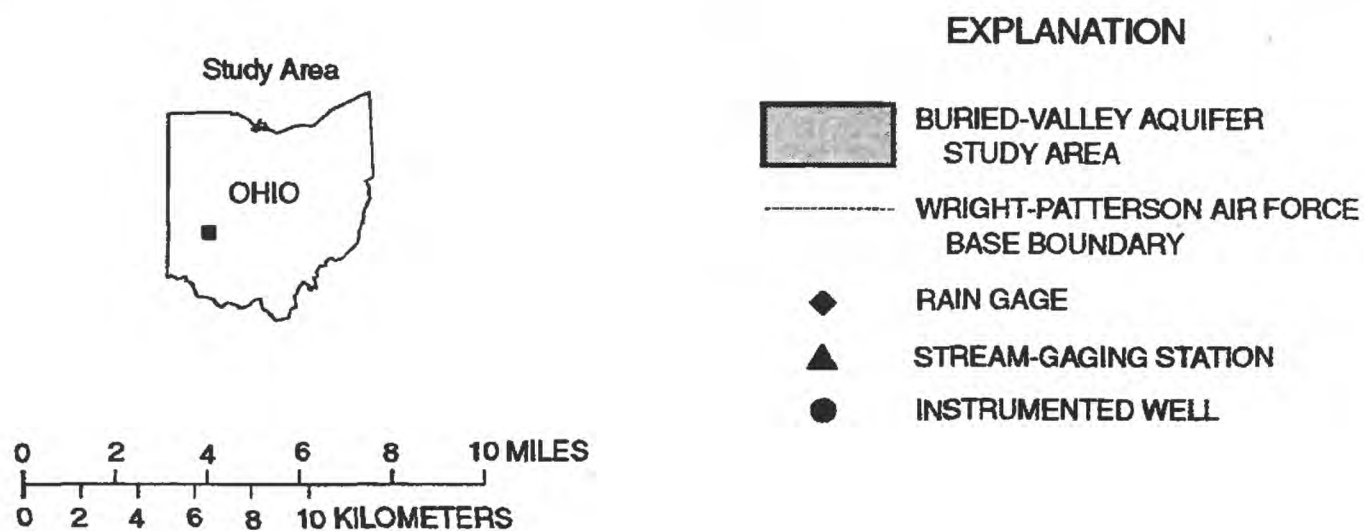 Study Area
OHIO
0 2 4 6 8 10 MILES
0 2 4 6 8 10 KILOMETERS
EXPLANATION
BURIED-VALLEY AQUIFER
STUDY AREA
WRIGHT-PATTERSON AIR FORCE
BASE BOUNDARY
RAIN GAGE
STREAM-GAGING STATION
INSTRUMENTED WELL